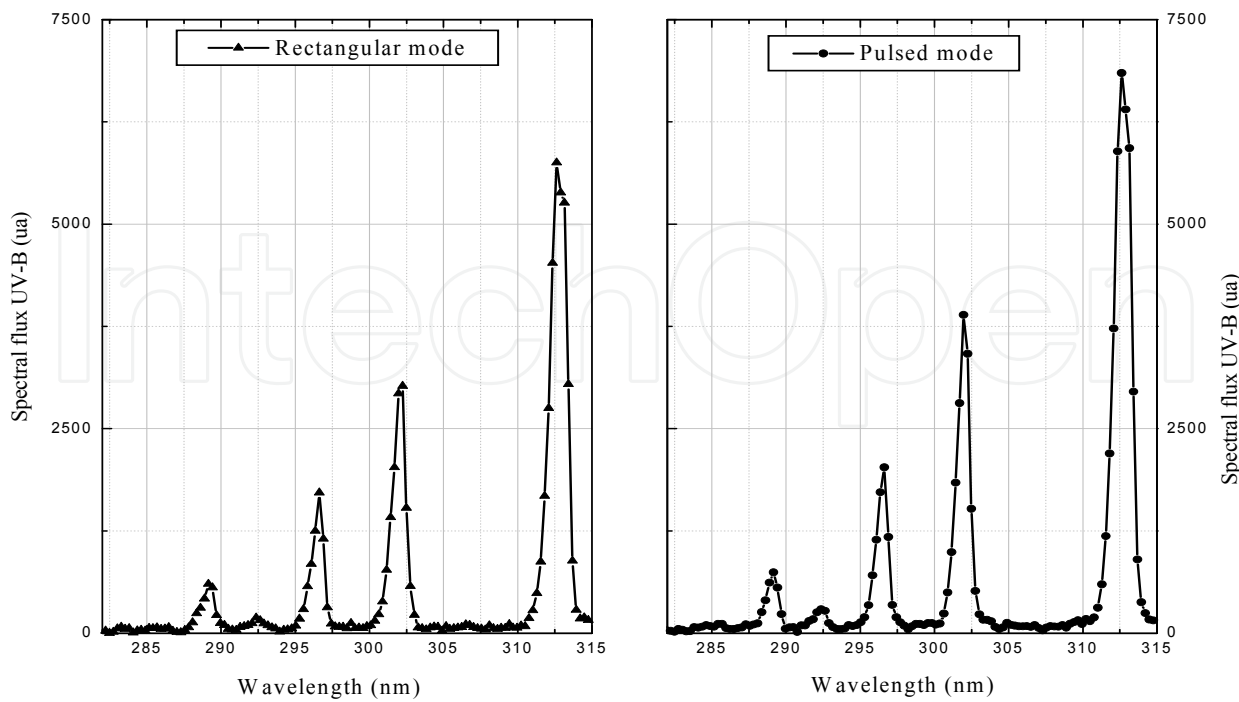 7500
Rectangular mode
5000
2500
0
Spectral flux UV-B (ua)
285 290 295 300 305 310 315
Wavelength (nm)
Pulsed mode
7500
5000
2500
0
Spectral flux UV-B (ua)
285 290 295 300 305 310 315
Wavelength (nm)
IntechOpen